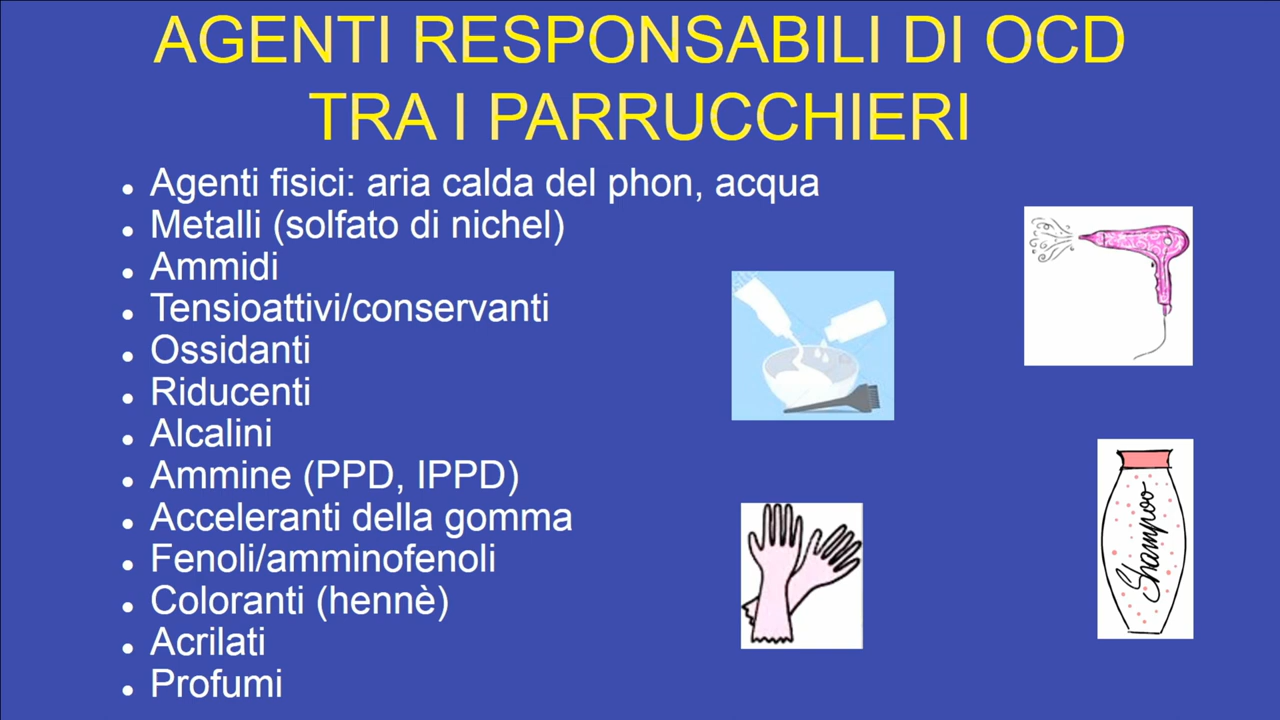 AGENTI RESPONSABILI DI OCD
TRA I PARRUCCHIERI
• Agenti fisici: aria calda del phon, acqua
• Metalli (solfato di nichel)
• Ammidi
• Tensioattivi/conservanti
• Ossidanti
• Riducenti
• Alcalini
• Ammine (PPD, IPPD)
• Acceleranti della gomma
• Fenoli/amminofenoli
• Coloranti (hennè)
• Acrilati
• Profumi
Shampoo